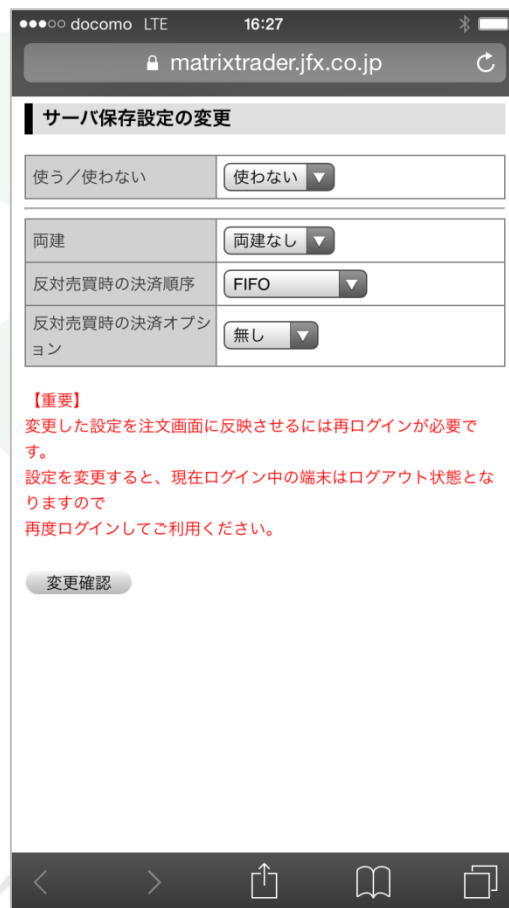 docomo LTE 16:27
matrixtrader.jfx.co.jp
サーバ保存設定の変更
使う／使わない 使わない
両建 両建なし
反対売買時の決済順序 FIFO
反対売買時の決済オプシ
ョン 無し
【重要】
変更した設定を注文画面に反映させるには再ログインが必要で
す。
設定を変更すると、現在ログイン中の端末はログアウト状態とな
りますので
再度ログインしてご利用ください。
変更確認